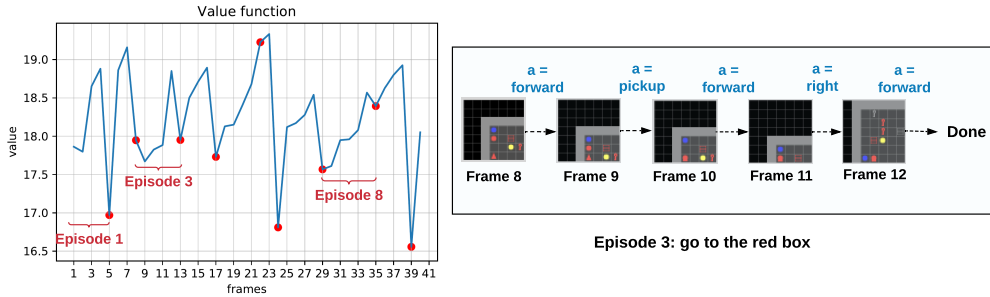 Value function
value
19.0
18.5
18.0
17.5
17.0
16.5
Episode 1
Episode 3
Episode 8
1 3 5 7 9 11 13 15 17 19 21 23 25 27 29 31 33 35 37 39 41
frames
a =
forward
a =
pickup
a =
forward
a =
right
a =
forward
Frame 8
Frame 9
Frame 10
Frame 11
Frame 12
Done
Episode 3: go to the red box